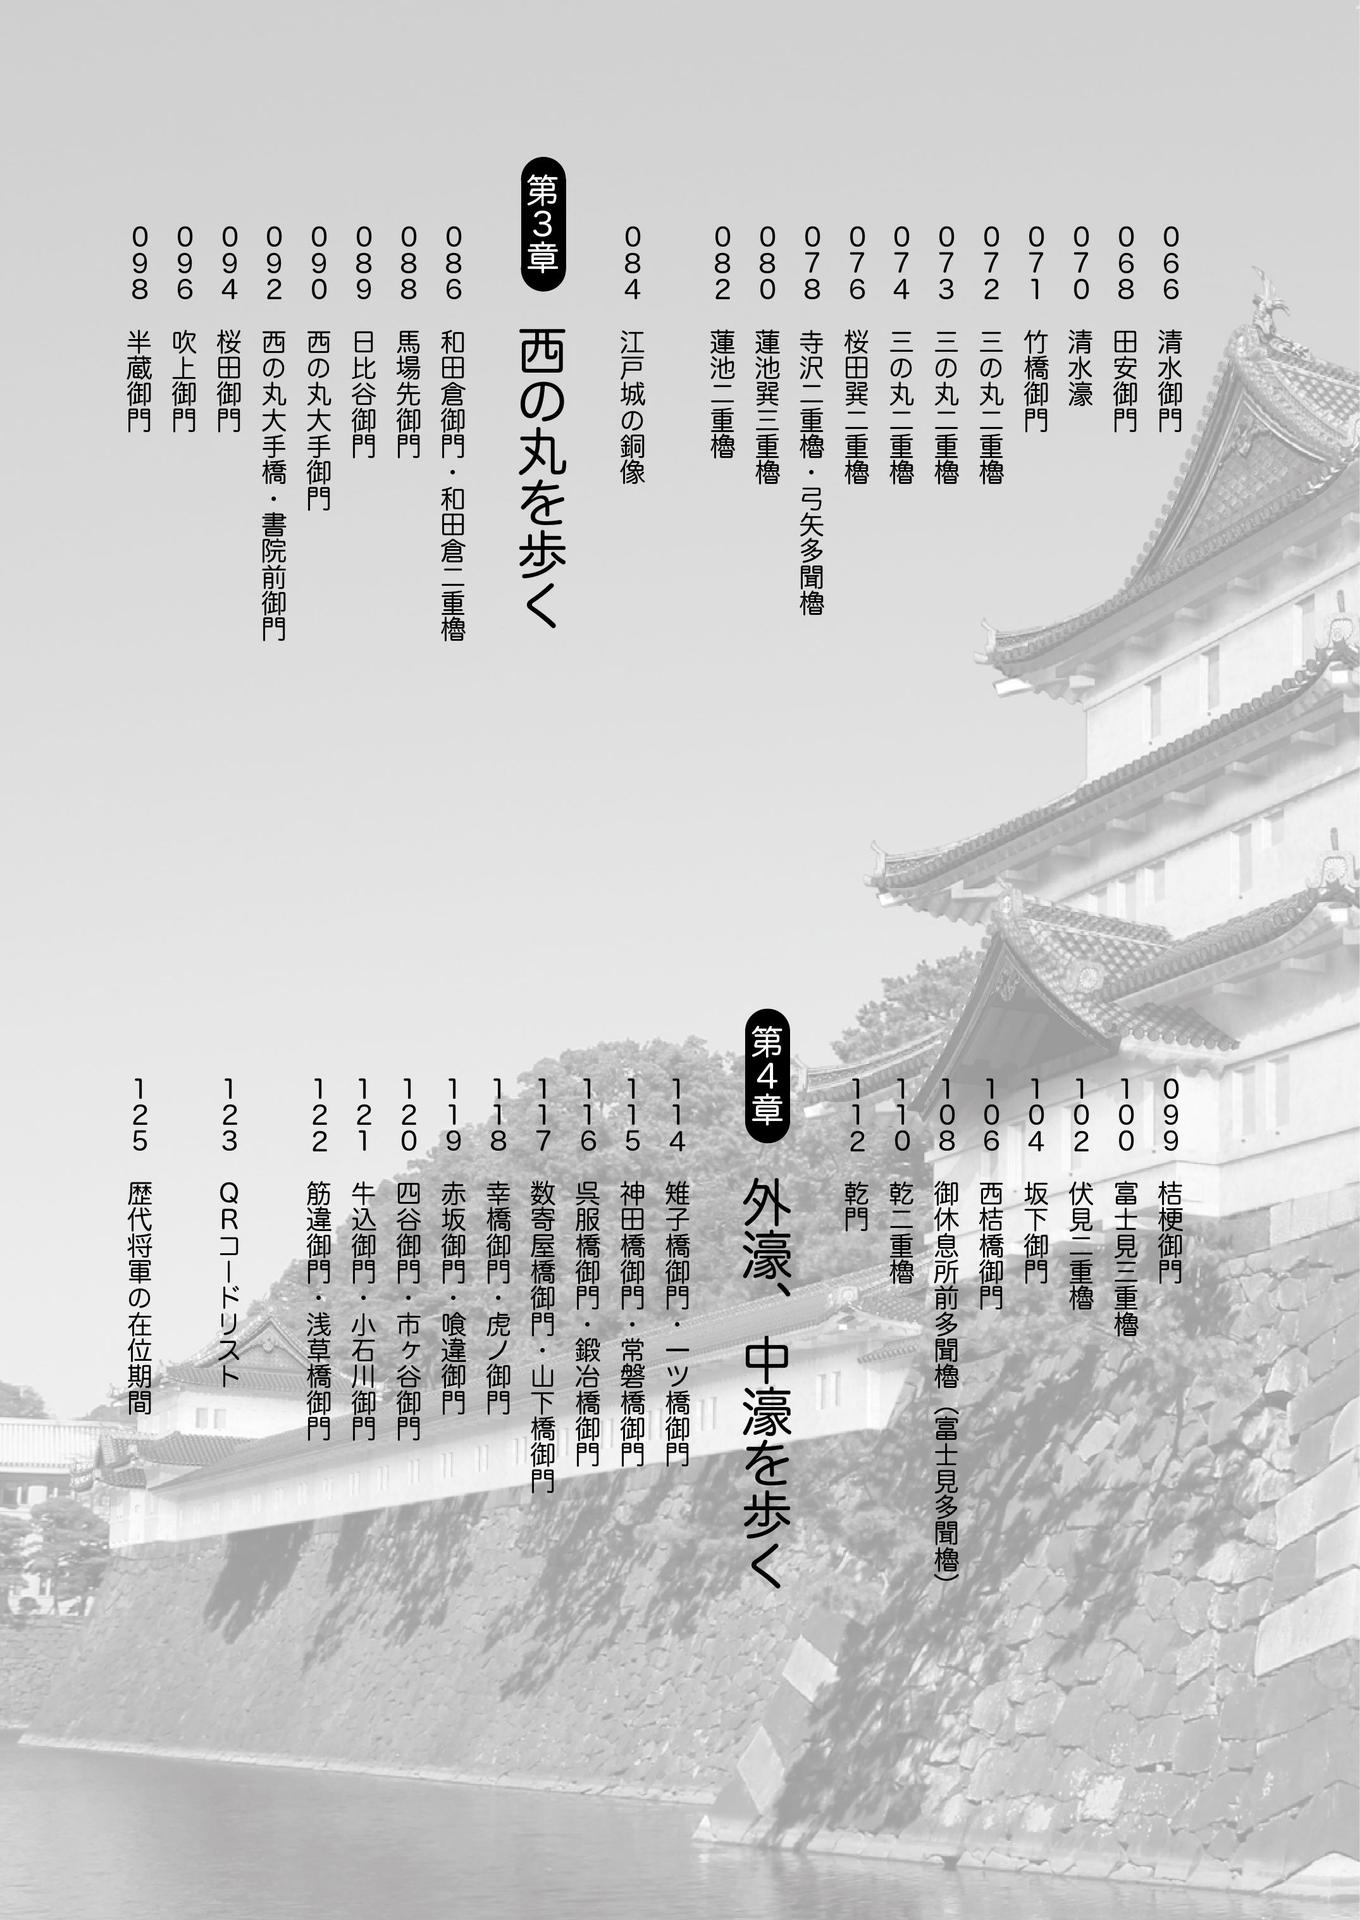 066 清水御門
068 田安御門
070 清水濠
071 竹橋御門
072 三の丸二重櫓
073 三の丸二重櫓
074 三の丸二重櫓
076 桜田巽二重櫓
078 寺沢二重櫓・弓矢多聞櫓
080 蓮池巽三重櫓
082 蓮池二重櫓
084 江戸城の銅像
第3章 西の丸を歩く
086 和田倉御門・和田倉二重櫓
088 馬場先御門
089 日比谷御門
090 西の丸大手御門
092 西の丸大手橋・書院前御門
094 桜田御門
096 吹上御門
098 半蔵御門
099 桔梗御門
100 富士見三重櫓
102 伏見二重櫓
104 坂下御門
106 西桔橋御門
108 御休息所前多聞櫓（富士見多聞櫓）
110 乾二重櫓
112 乾門
第4章 外濠、中濠を歩く
114 雉子橋御門・一ツ橋御門
115 神田橋御門・常磐橋御門
116 呉服橋御門・鍛冶橋御門
117 数寄屋橋御門・山下橋御門
118 幸橋御門・虎ノ御門
119 赤坂御門・喰違御門
120 四谷御門・市ヶ谷御門
121 牛込御門・小石川御門
122 筋違御門・浅草橋御門
123 QRコードリスト
125 歴代将軍の在位期間